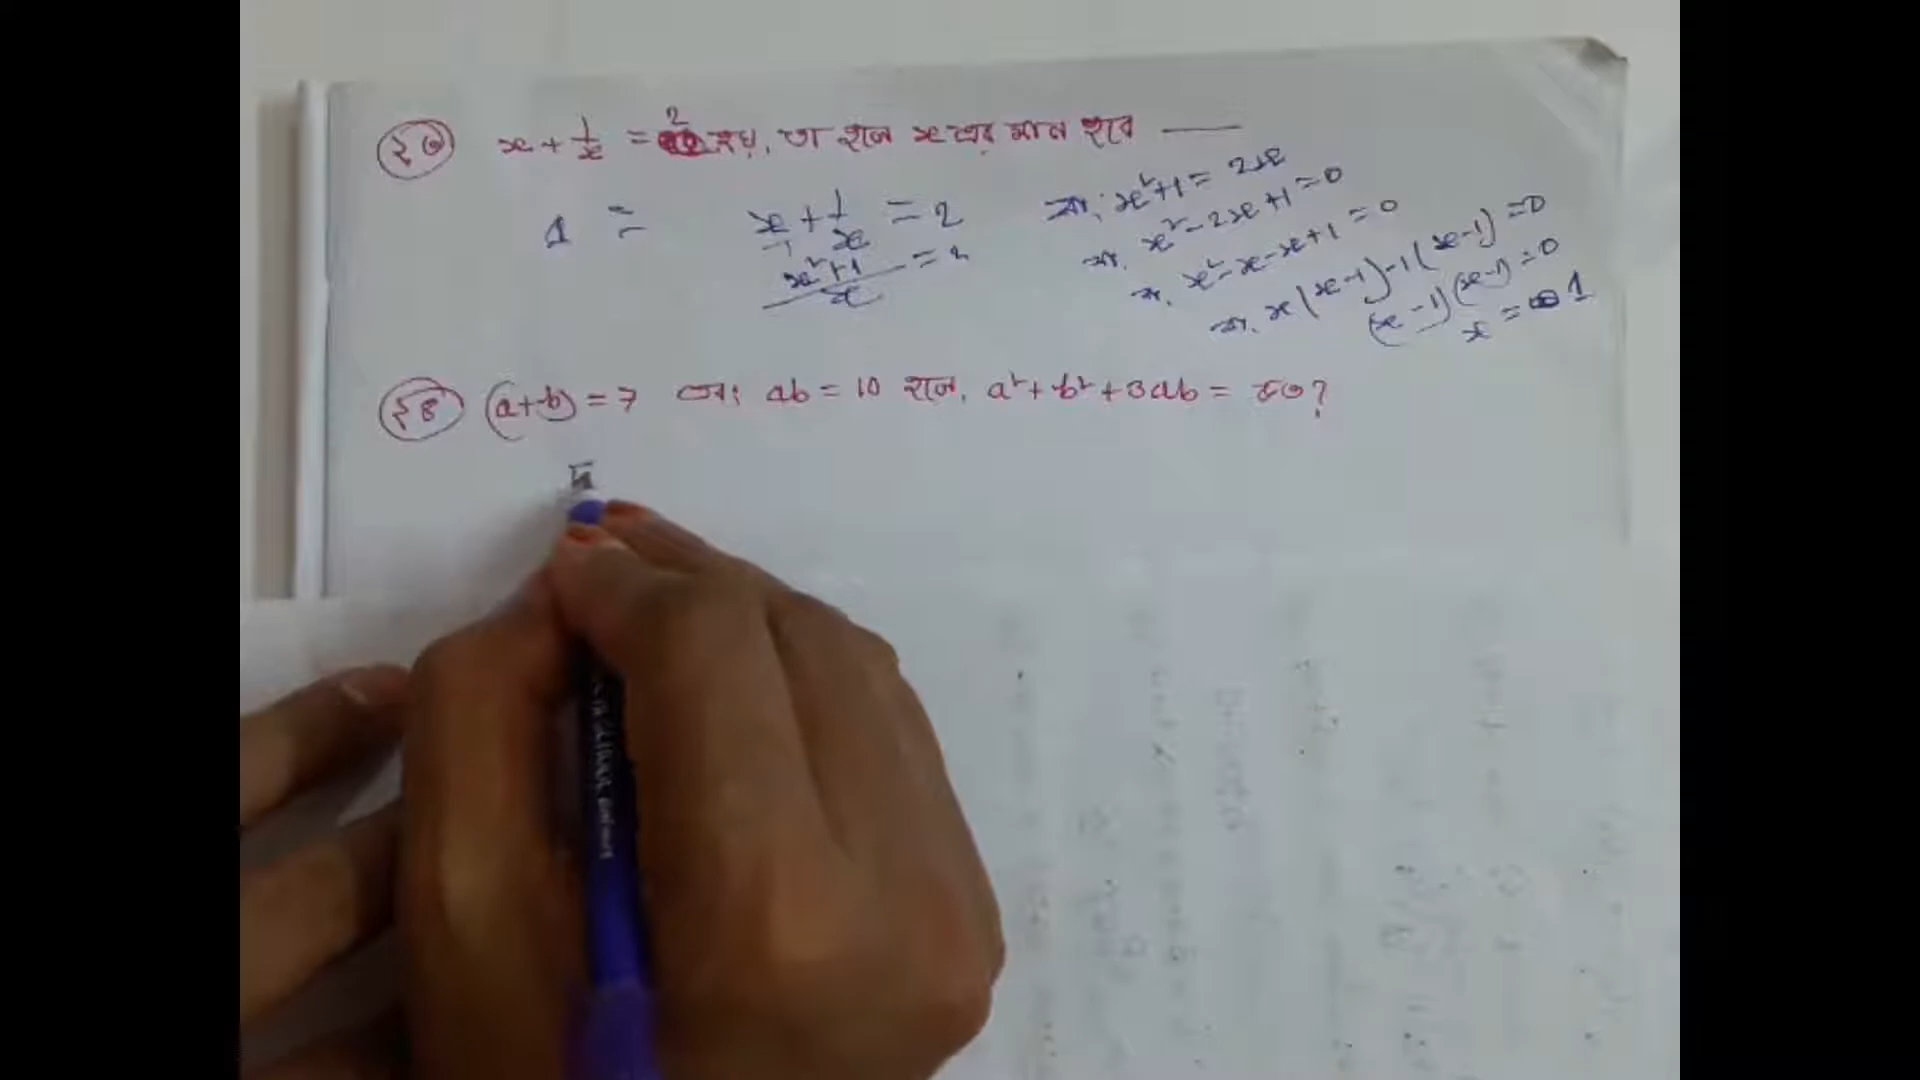 ২৩ x + 1/x = 2 হয়, তা হলে x এর মান হবে —
1 =
x + 1/x = 2
x²+1/x = 2
বা, x²+1 = 2x
বা, x²-2x+1=0
বা, x²-x-x+1=0
বা, x(x-1)-1(x-1)=0
(x-1)(x-1)=0
x = 1
২৪ (a+b) = 7 এবং ab = 10 হলে, a²+b²+3ab = কত?